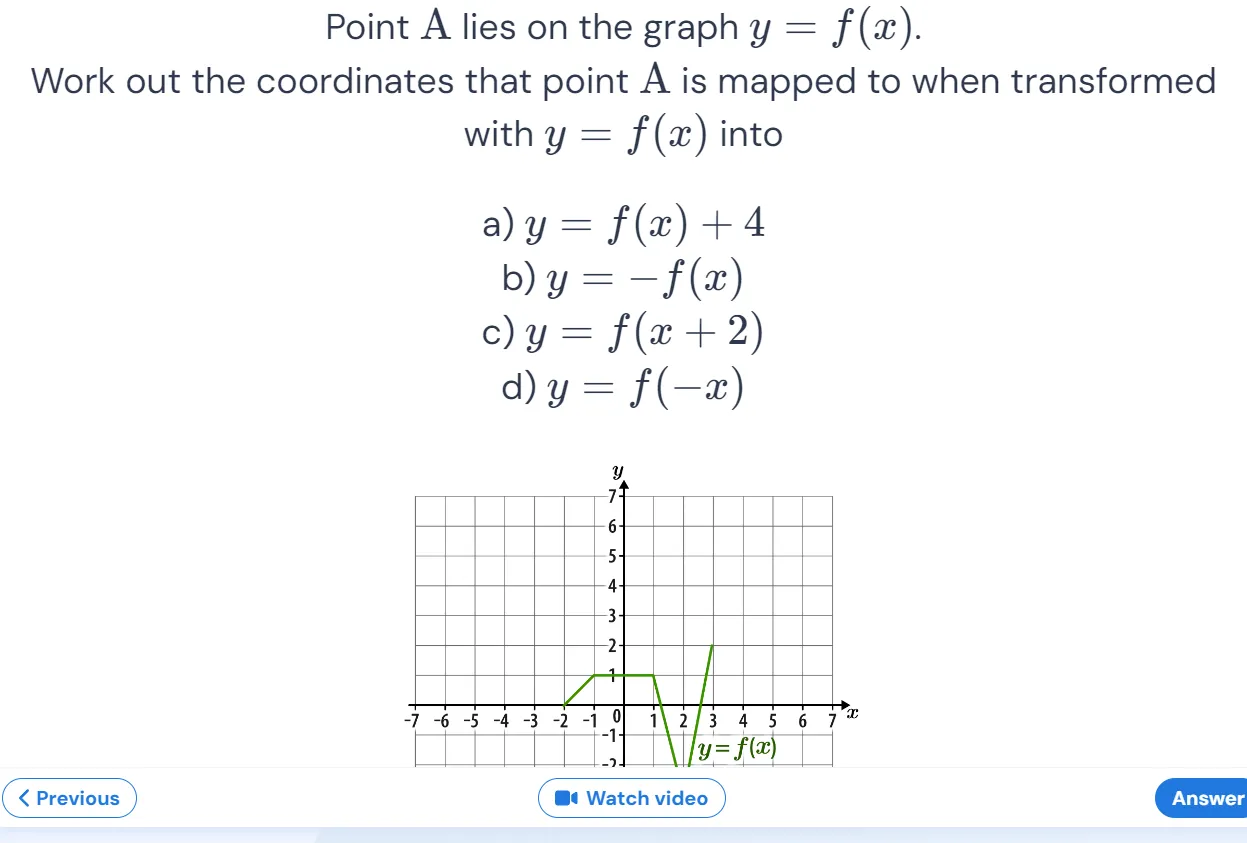 Point A lies on the graph y = f(x).
Work out the coordinates that point A is mapped to when transformed
with y = f(x) into
a) y = f(x) + 4
b) y = −f(x)
c) y = f(x + 2)
d) y = f(−x)
y
7
6
5
4
3
2
1
-7 -6 -5 -4 -3 -2 -1 0 1 2 3 4 5 6 7 x
-1
y = f(x)
-2
Previous
Watch video
Answer